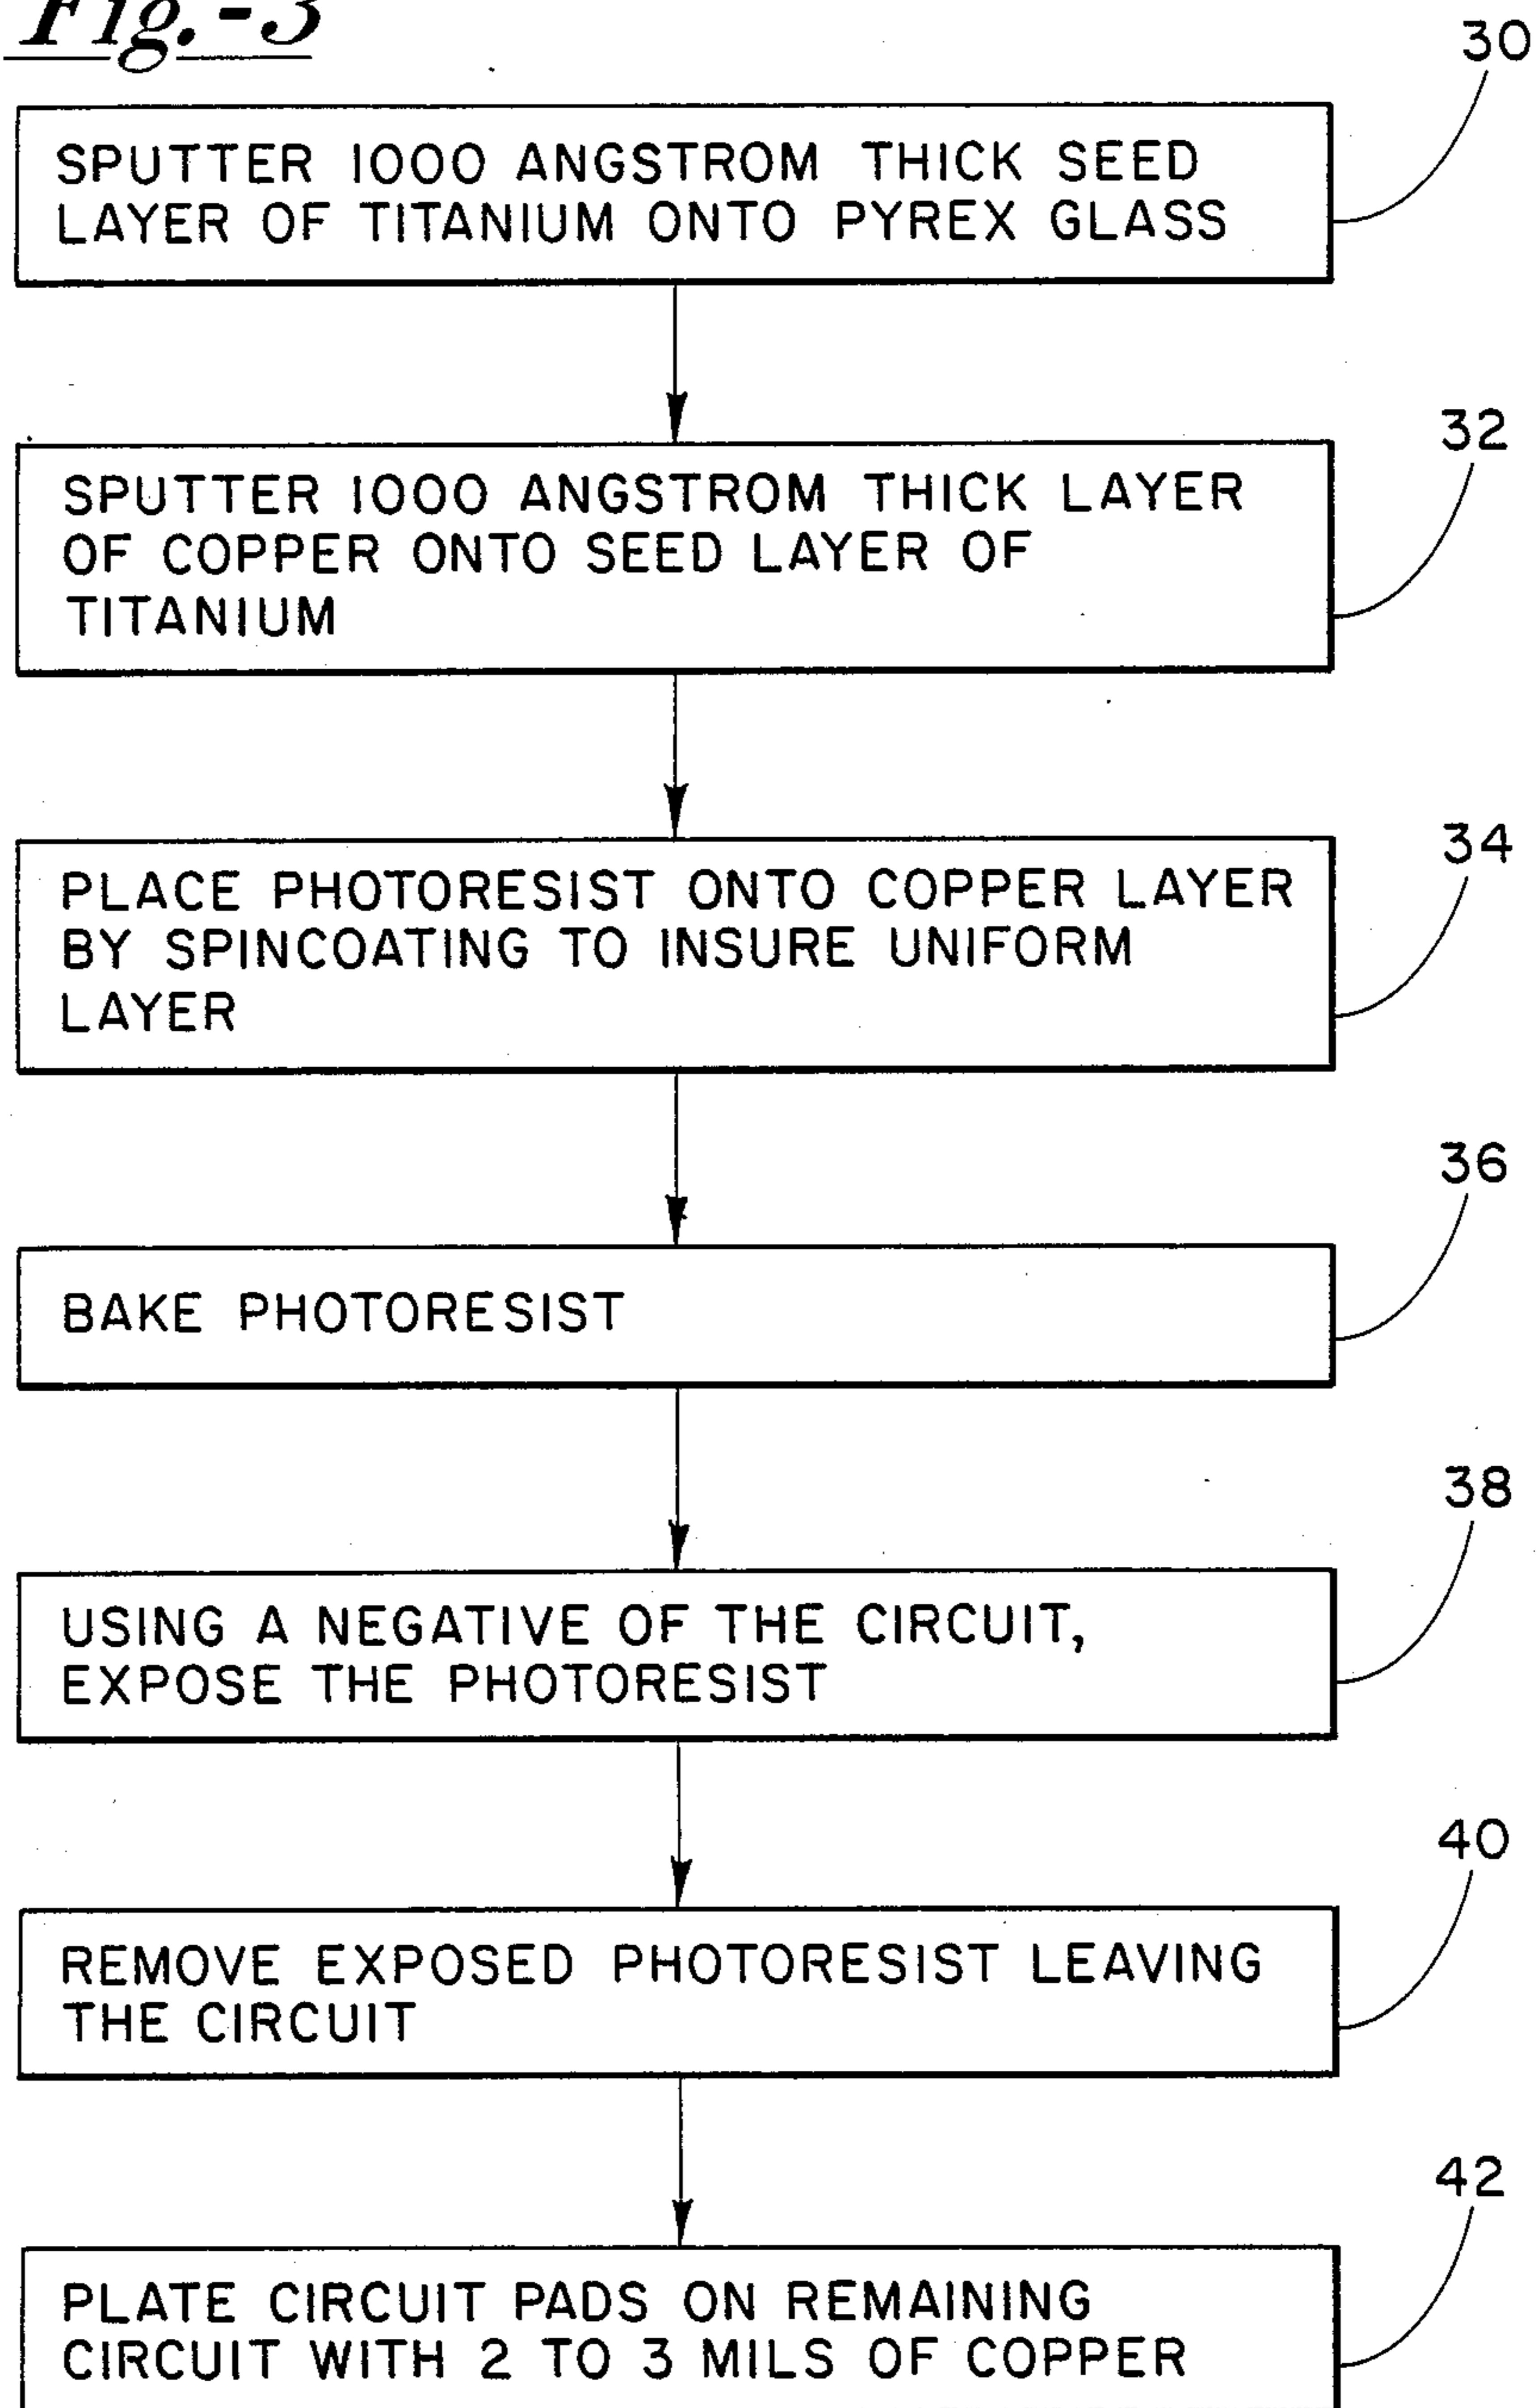 Fig.-3
30
SPUTTER 1000 ANGSTROM THICK SEED
LAYER OF TITANIUM ONTO PYREX GLASS
32
SPUTTER 1000 ANGSTROM THICK LAYER
OF COPPER ONTO SEED LAYER OF
TITANIUM
34
PLACE PHOTORESIST ONTO COPPER LAYER
BY SPINCOATING TO INSURE UNIFORM
LAYER
36
BAKE PHOTORESIST
38
USING A NEGATIVE OF THE CIRCUIT,
EXPOSE THE PHOTORESIST
40
REMOVE EXPOSED PHOTORESIST LEAVING
THE CIRCUIT
42
PLATE CIRCUIT PADS ON REMAINING
CIRCUIT WITH 2 TO 3 MILS OF COPPER